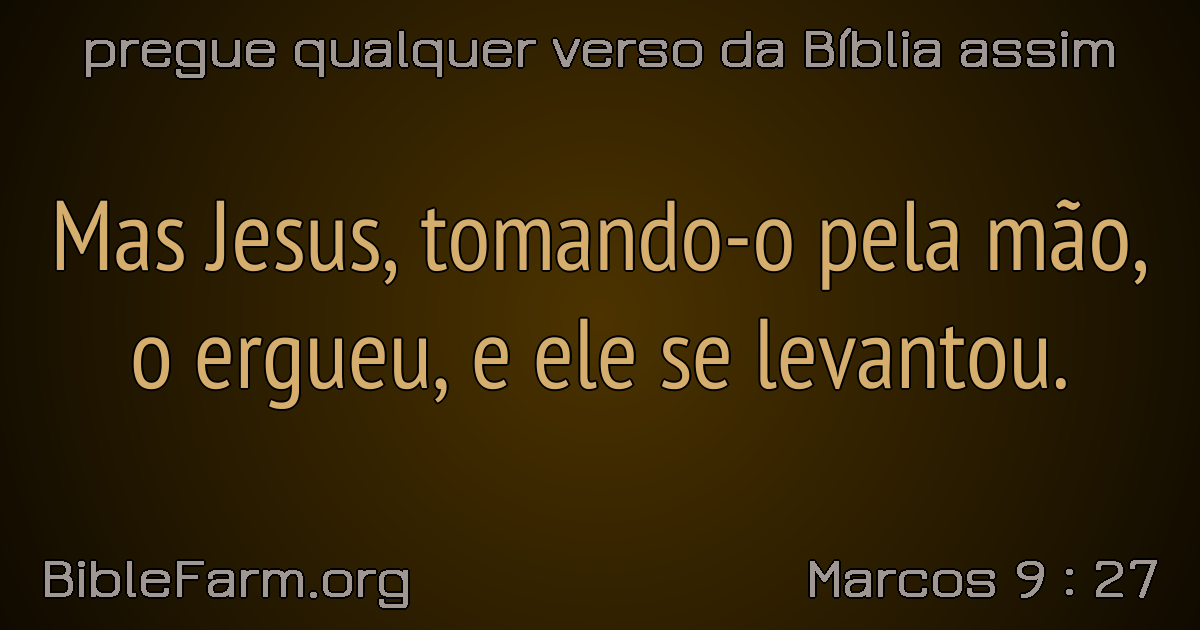 pregue qualquer verso da Bíblia assim
Mas Jesus, tomando-o pela mão,
o ergueu, e ele se levantou.
BibleFarm.org
Marcos 9 : 27